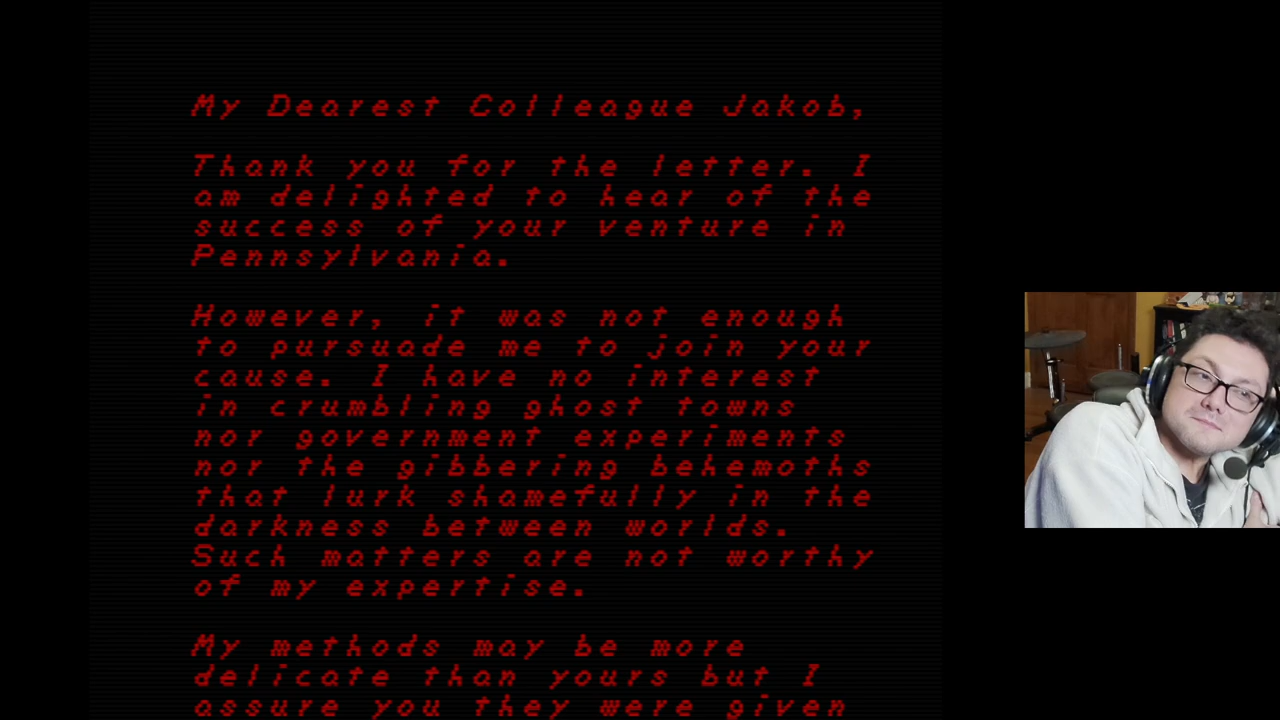 My Dearest Colleague Jakob,
Thank you for the letter. I
am delighted to hear of the
success of your venture in
Pennsylvania.
However, it was not enough
to pursuade me to join your
cause. I have no interest
in crumbling ghost towns
nor government experiments
nor the gibbering behemoths
that lurk shamefully in the
darkness between worlds.
Such matters are not worthy
of my expertise.
My methods may be more
delicate than yours but I
assure you they were given